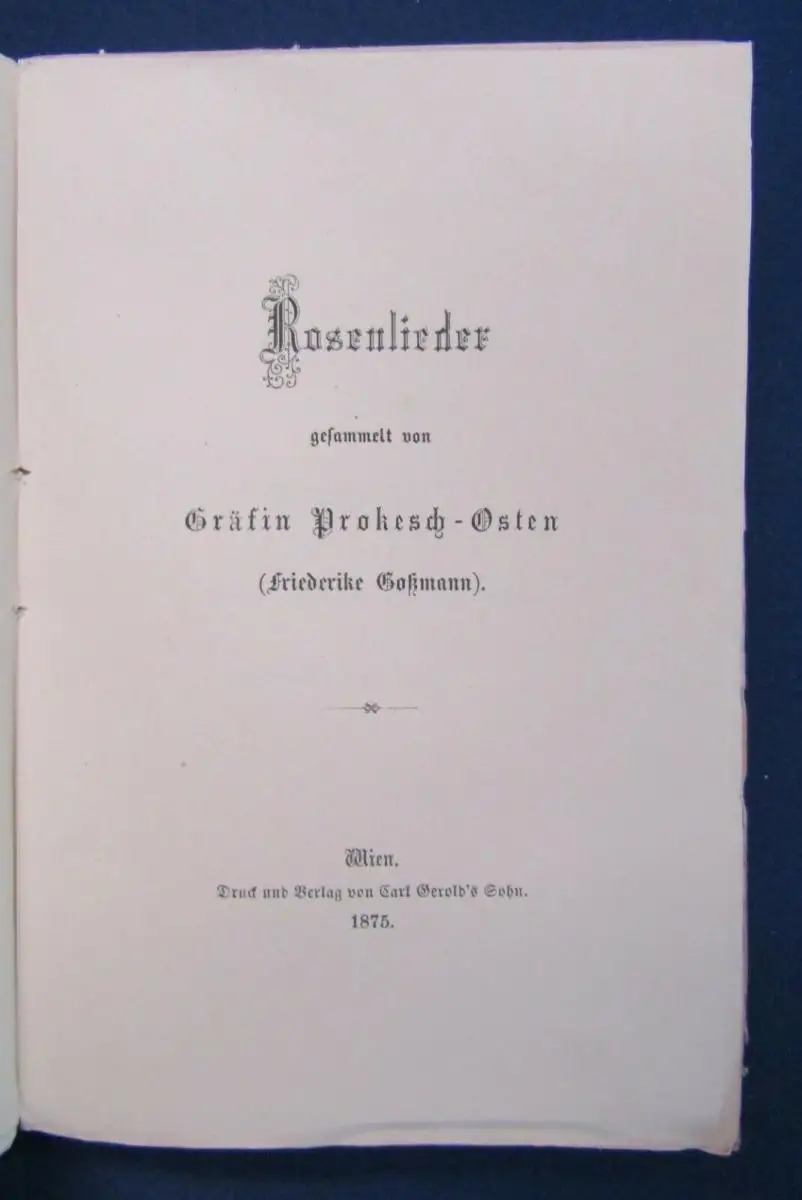 Rosenlieder
gesammelt von
Gräfin Prokesch-Osten
(Friederike Goßmann).
Wien.
Druck und Verlag von Carl Gerold's Sohn.
1875.